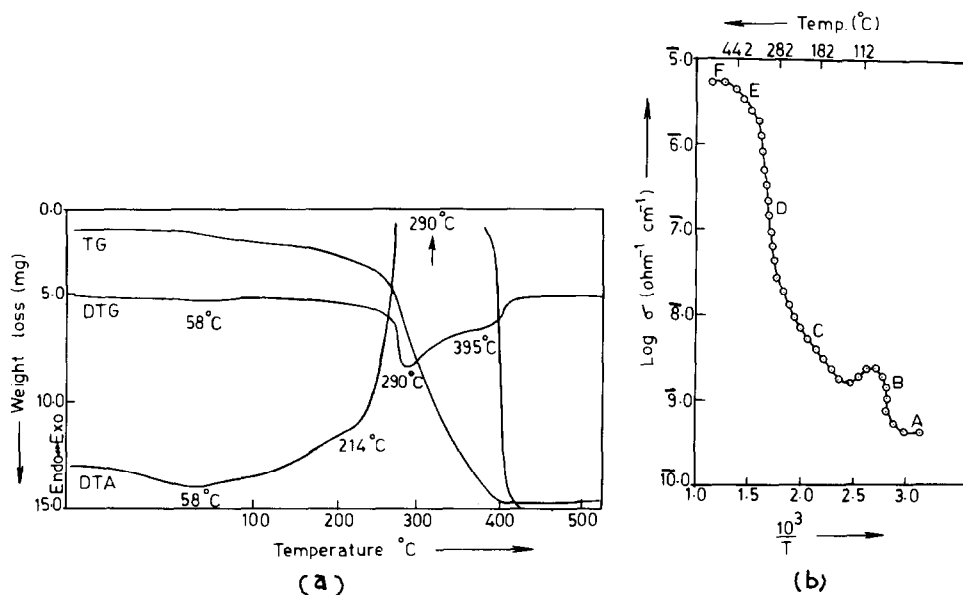 0.0
5.0
10.0
15.0
Weight loss (mg)
Endo Exo
TG
DTG
DTA
58°C
58°C
214°C
290°C
290°C
395°C
100
200
300
400
500
Temperature °C
(a)
Temp.(°C)
442 282 182 112
5̅.0
6̅.0
7̅.0
8̅.0
9̅.0
1̅0̅.0
Log σ (ohm⁻¹ cm⁻¹)
F
E
D
C
B
A
1.0 1.5 2.0 2.5 3.0
10³
T
(b)